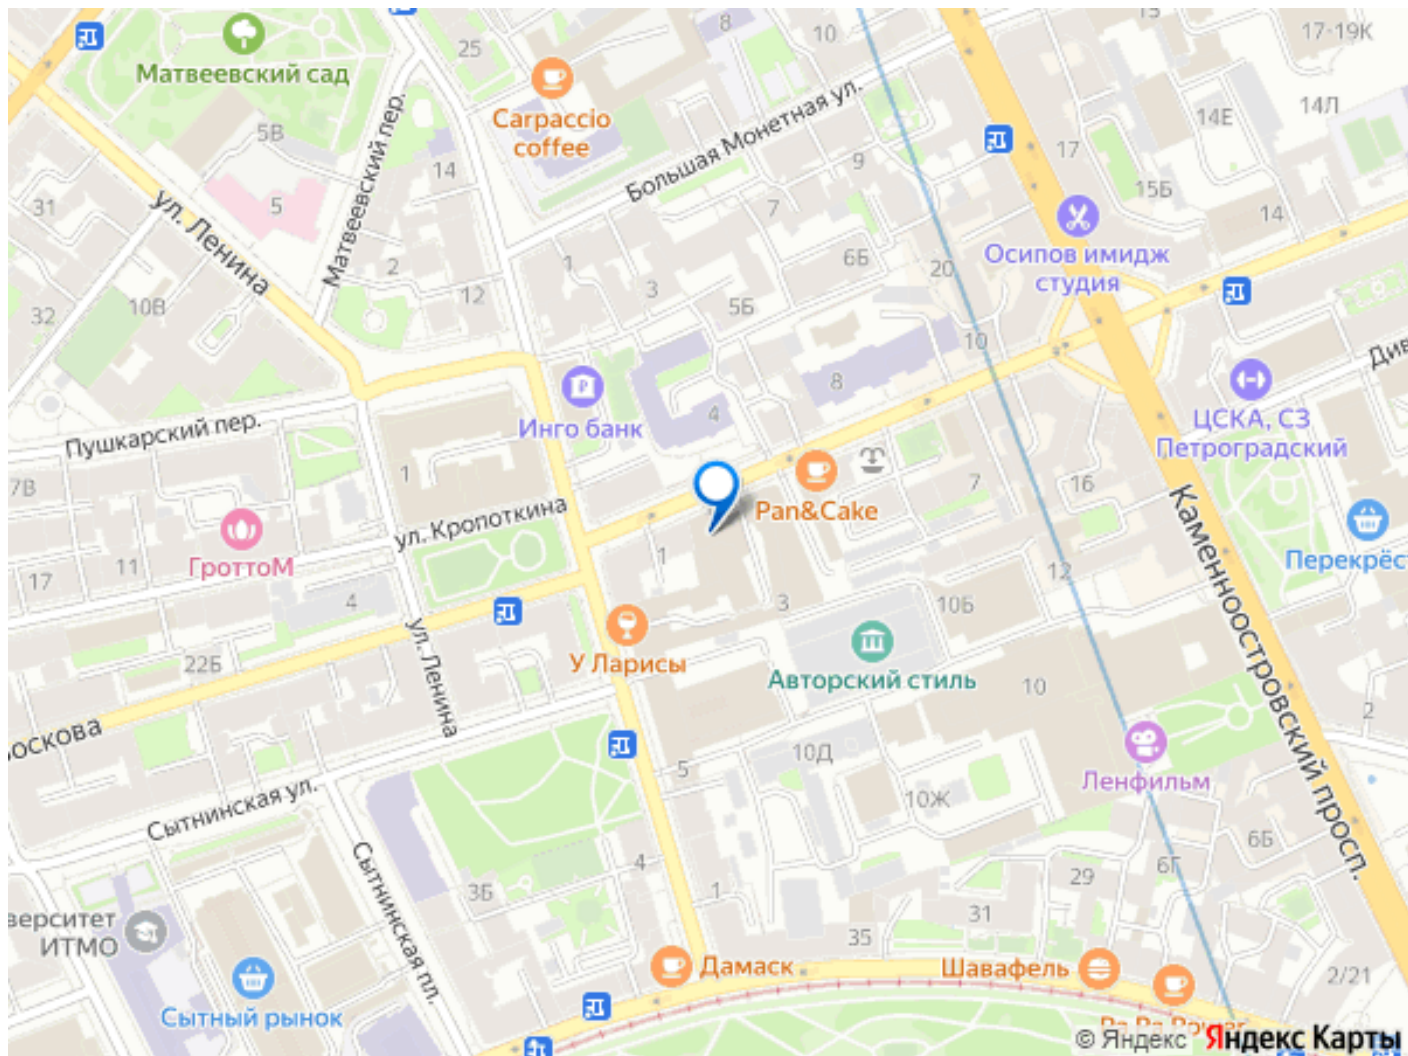 8
10
15
17-19К
25
Матвеевский сад
Carpaccio
coffee
Большая Монетная ул.
14Е
14Л
5В
Матвеевский пер.
14
9
17
15Б
31
5
ул. Ленина
7
14
Осипов имидж
студия
2
1
6Б
20
3
12
5Б
10В
32
10
Див
8
ЦСКА, СЗ
Петроградский
Инго банк
4
Пушкарский пер.
1
7В
ул. Кропоткина
Pan&Cake
7
16
Каменноостровский просп.
Перекрёс
ГроттоМ
11
17
1
12
4
3
10Б
У Ларисы
22Б
ул. Ленина
Авторский стиль
10
2
оскова
5
10Д
Ленфильм
Сытнинская ул.
10Ж
6Б
4
6Г
3Б
1
29
31
Сытнинская пл.
верситет
ИТМО
35
Дамаск
Шавафель
2/21
Сытный рынок
© Яндекс Яндекс Карты